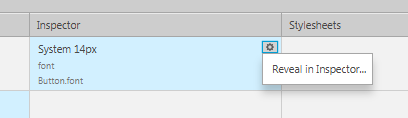 Inspector
Stylesheets
System 14px
font
Button.font
Reveal in Inspector...